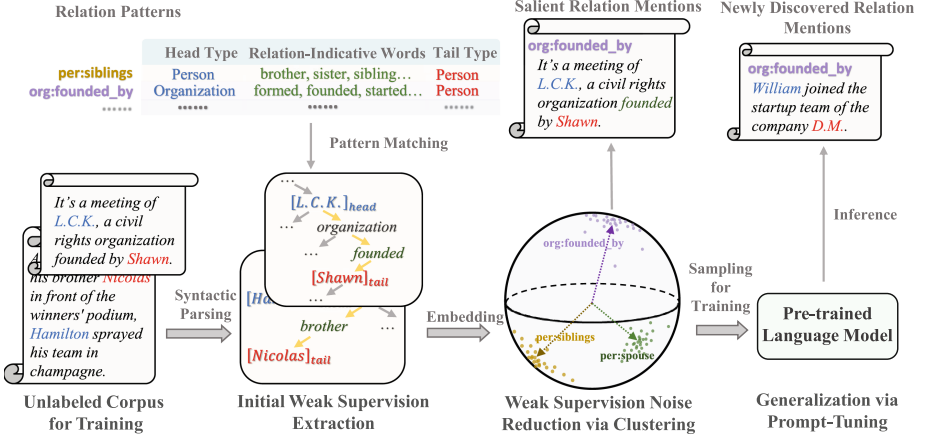 Relation Patterns
Head Type Relation-Indicative Words Tail Type
per:siblings Person brother, sister, sibling… Person
org:founded_by Organization formed, founded, started… Person
…… …… …… ……
Pattern Matching
It's a meeting of
L.C.K., a civil
rights organization
founded by Shawn.
his brother Nicolas
in front of the
winners' podium,
Hamilton sprayed
his team in
champagne.
Unlabeled Corpus
for Training
Syntactic
Parsing
…
[L.C.K.]head
… organization
… founded
[Shawn]tail
…
[Ha
brother …
[Nicolas]tail
Initial Weak Supervision
Extraction
Embedding
Salient Relation Mentions
org:founded_by
It's a meeting of
L.C.K., a civil rights
organization founded
by Shawn.
org:founded_by
per:siblings
per:spouse
Weak Supervision Noise
Reduction via Clustering
Sampling
for
Training
Newly Discovered Relation
Mentions
org:founded_by
William joined the
startup team of the
company D.M..
Inference
Pre-trained
Language Model
Generalization via
Prompt-Tuning